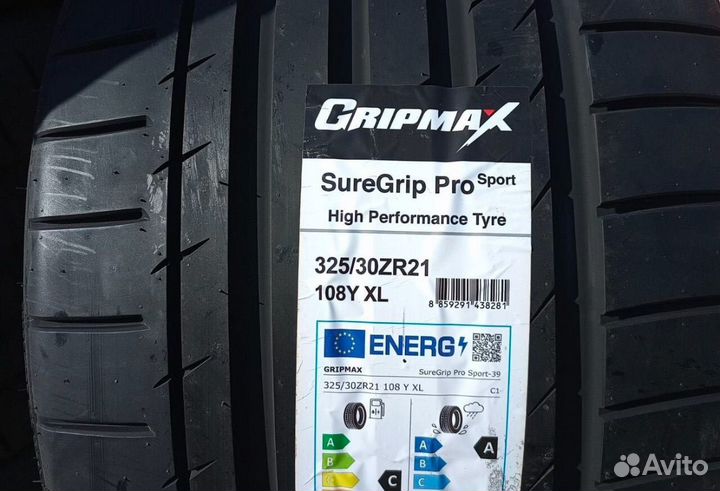 GRIPMAX
SureGrip Pro Sport
High Performance Tyre
325/30ZR21
108Y XL
8 859291 438281
ENERG
GRIPMAX
SureGrip Pro Sport-39
325/30ZR21 108 Y XL
C1
A
B
C
C
A
B
C
A
Avito